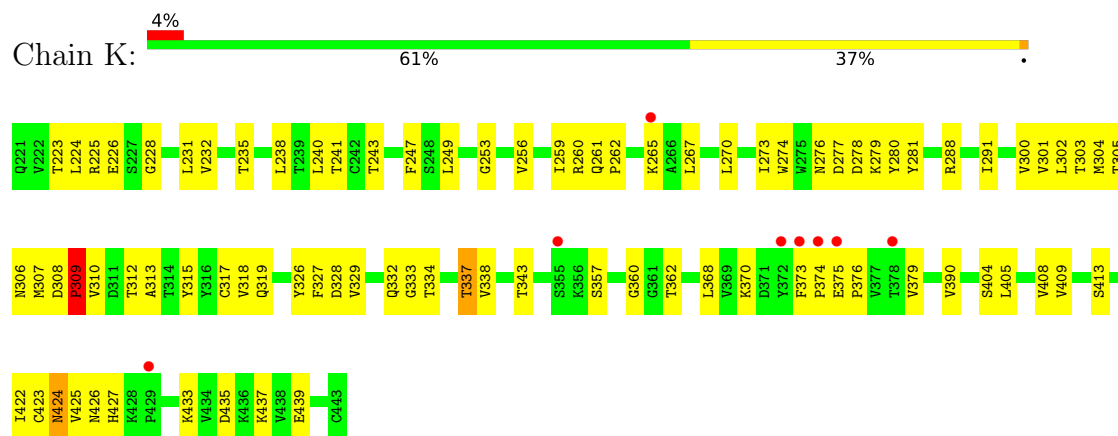 4%
Chain K:
61% 37% •
Q221 V222 T223 L224 R225 E226 S227 G228 L231 V232 T235 L238 T239 L240 T241 C242 T243 F247 S248 L249 G253 V256 I259 R260 Q261 P262 K265 A266 L267 L270 I273 W274 W275 N276 D277 D278 K279 Y280 Y281 R288 I291 V300 V301 L302 T303 M304 T305
N306 M307 D308 P309 V310 D311 T312 A313 T314 Y315 Y316 C317 V318 Q319 Y326 F327 D328 V329 Q332 G333 T334 T337 V338 T343 S355 K356 S357 G360 G361 T362 L368 V369 K370 D371 Y372 F373 P374 E375 P376 V377 T378 V379 V390 S404 L405 V408 V409 S413
I422 C423 N424 V425 N426 H427 K428 P429 K433 V434 D435 K436 K437 V438 E439 C443